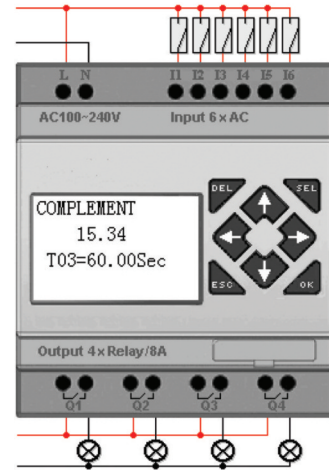 L N I1 I2 I3 I4 I5 I6
AC100~240V Input 6×AC
DEL SEL
COMPLEMENT
15.34
T03=60.00Sec
ESC OK
Output 4×Relay/8A
Q1 Q2 Q3 Q4